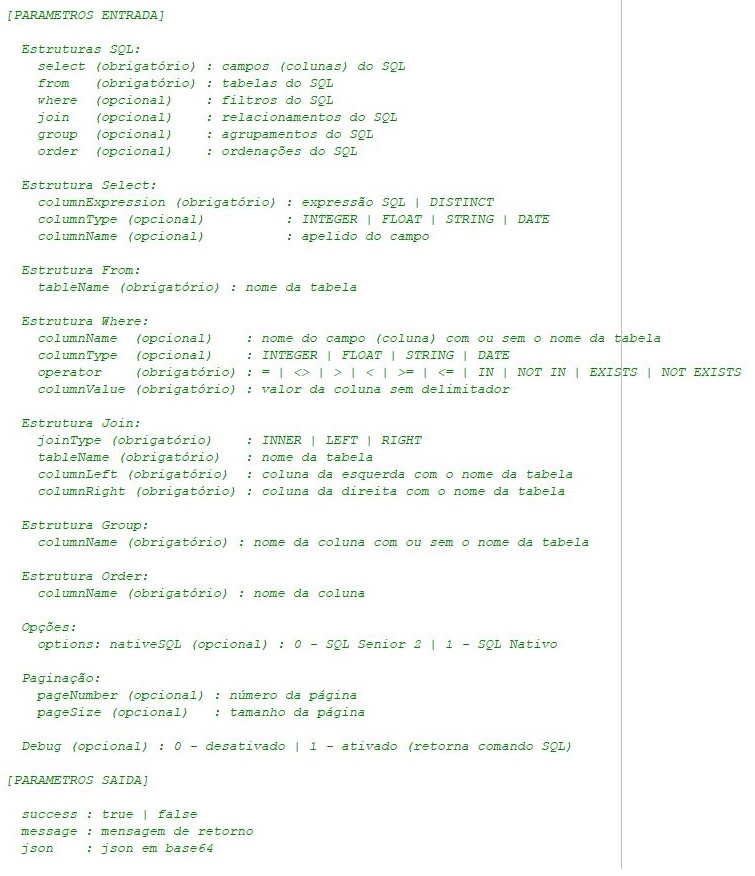 [PARAMETROS ENTRADA]
Estruturas SQL:
select (obrigatório) : campos (colunas) do SQL
from (obrigatório) : tabelas do SQL
where (opcional) : filtros do SQL
join (opcional) : relacionamentos do SQL
group (opcional) : agrupamentos do SQL
order (opcional) : ordenações do SQL
Estrutura Select:
columnExpression (obrigatório) : expressão SQL | DISTINCT
columnType (opcional) : INTEGER | FLOAT | STRING | DATE
columnName (opcional) : apelido do campo
Estrutura From:
tableName (obrigatório) : nome da tabela
Estrutura Where:
columnName (opcional) : nome do campo (coluna) com ou sem o nome da tabela
columnType (opcional) : INTEGER | FLOAT | STRING | DATE
operator (obrigatório) : = | <> | > | < | >= | <= | IN | NOT IN | EXISTS | NOT EXISTS
columnValue (obrigatório) : valor da coluna sem delimitador
Estrutura Join:
joinType (obrigatório) : INNER | LEFT | RIGHT
tableName (obrigatório) : nome da tabela
columnLeft (obrigatório) : coluna da esquerda com o nome da tabela
columnRight (obrigatório) : coluna da direita com o nome da tabela
Estrutura Group:
columnName (obrigatório) : nome da coluna com ou sem o nome da tabela
Estrutura Order:
columnName (obrigatório) : nome da coluna
Opções:
options: nativeSQL (opcional) : 0 - SQL Senior 2 | 1 - SQL Nativo
Paginação:
pageNumber (opcional) : número da página
pageSize (opcional) : tamanho da página
Debug (opcional) : 0 - desativado | 1 - ativado (retorna comando SQL)
[PARAMETROS SAIDA]
success : true | false
message : mensagem de retorno
json : json em base64